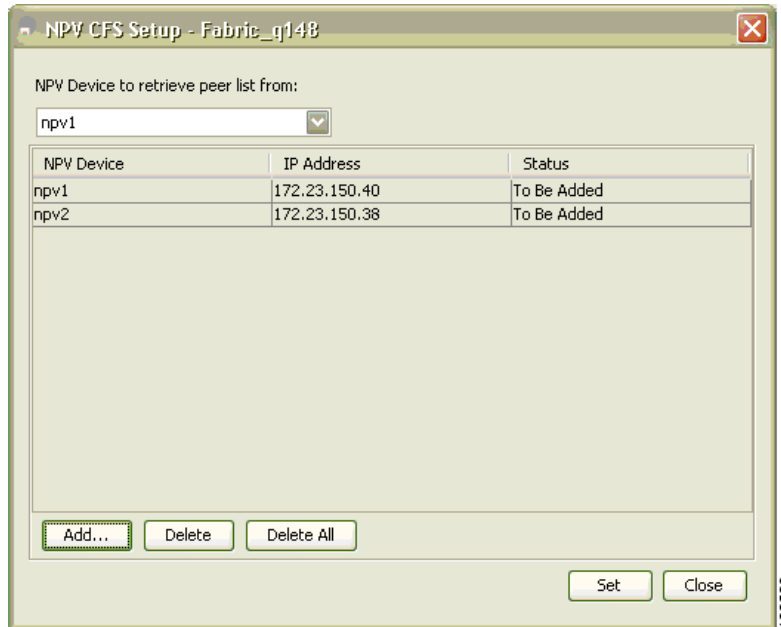 NPV CFS Setup - Fabric_q148
NPV Device to retrieve peer list from:
npv1
NPV Device IP Address Status
npv1 172.23.150.40 To Be Added
npv2 172.23.150.38 To Be Added
Add... Delete Delete All
Set Close